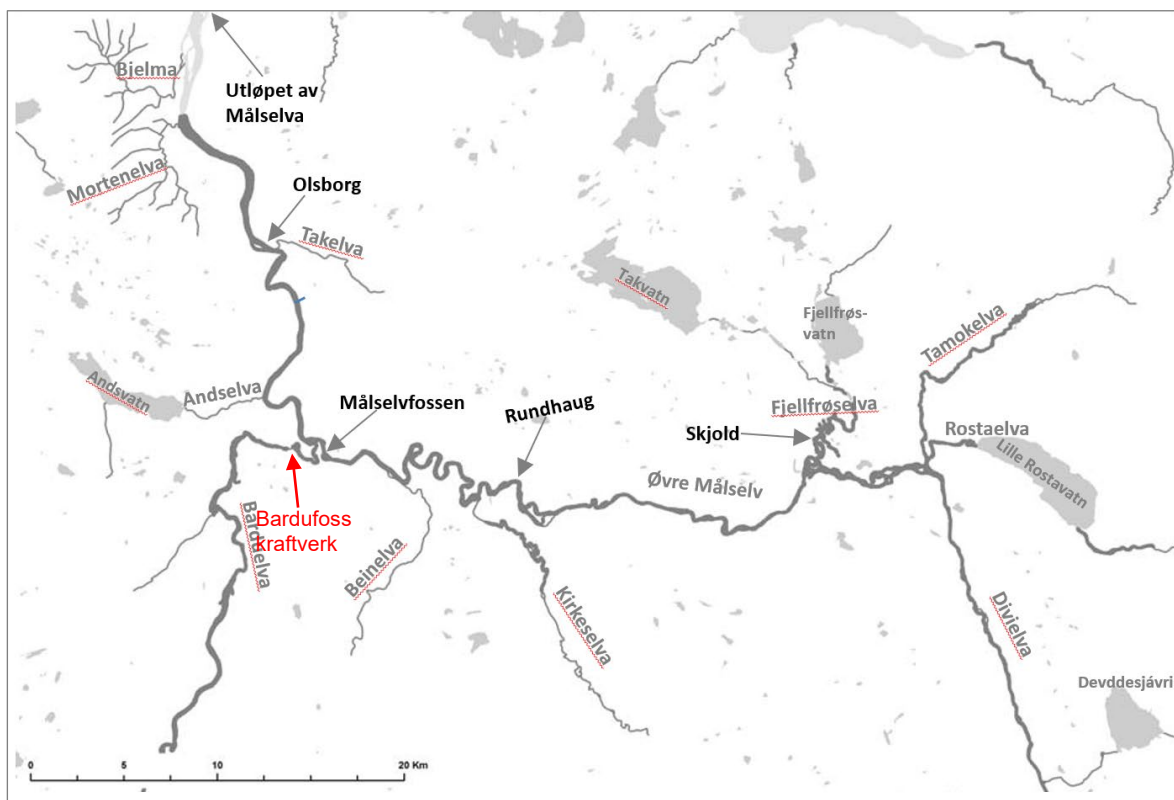 Bjelma
Utløpet av
Målselva
Mortenelva
Olsborg
Takelva
Takvatn
Fjellfrøs-
vatn
Tamokelva
Andsvatn
Andselva
Målselvfossen
Rundhaug
Fjellfrøselva
Skjold
Rostaelva
Lille Rostavatn
Øvre Målselv
Bardufoss
kraftverk
Barduelva
Beinelva
Kirkeselva
Divielva
Devddesjávri
0 5 10 20 Km